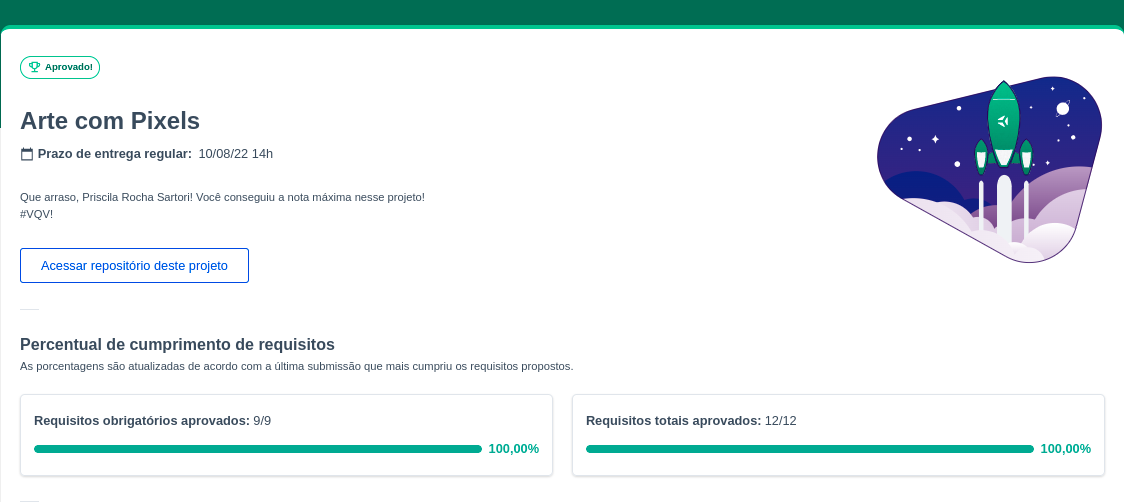 Aprovado!
Arte com Pixels
Prazo de entrega regular: 10/08/22 14h
Que arraso, Priscila Rocha Sartori! Você conseguiu a nota máxima nesse projeto!
#VQV!
Acessar repositório deste projeto
Percentual de cumprimento de requisitos
As porcentagens são atualizadas de acordo com a última submissão que mais cumpriu os requisitos propostos.
Requisitos obrigatórios aprovados: 9/9
100,00%
Requisitos totais aprovados: 12/12
100,00%